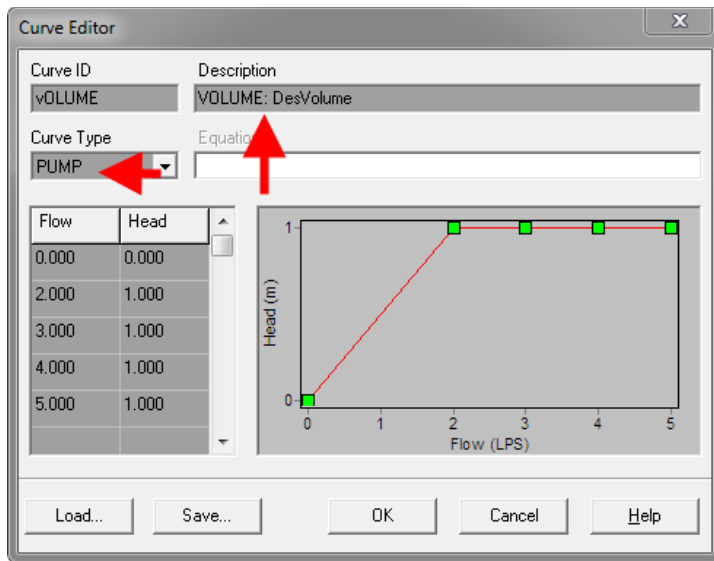 Curve Editor
x
Curve ID Description
vOLUME VOLUME: DesVolume
Curve Type Equatio
PUMP
Flow Head
0.000 0.000
2.000 1.000
3.000 1.000
4.000 1.000
5.000 1.000
1
Head (m)
0
0 1 2 3 4 5
Flow (LPS)
Load... Save... OK Cancel Help